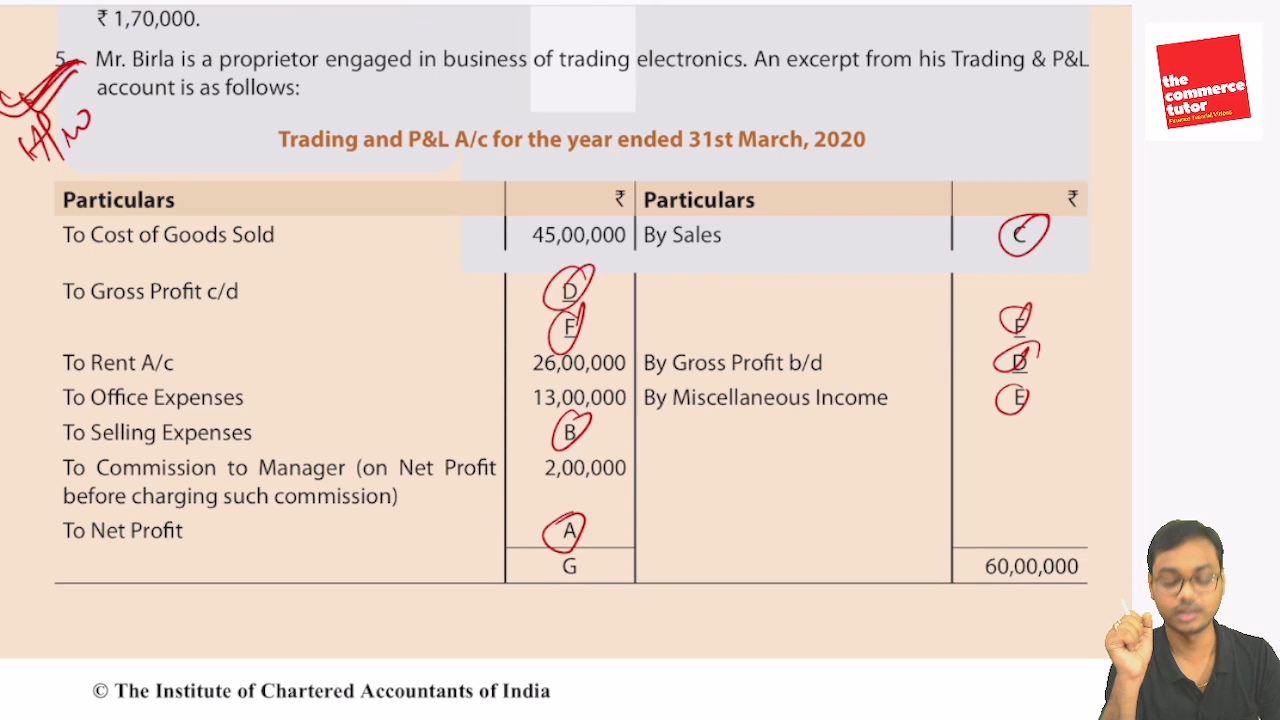 ₹ 1,70,000.
5. Mr. Birla is a proprietor engaged in business of trading electronics. An excerpt from his Trading & P&L
account is as follows:
Trading and P&L A/c for the year ended 31st March, 2020
Particulars ₹ Particulars ₹
To Cost of Goods Sold 45,00,000 By Sales C
To Gross Profit c/d D
F F
To Rent A/c 26,00,000 By Gross Profit b/d D
To Office Expenses 13,00,000 By Miscellaneous Income E
To Selling Expenses B
To Commission to Manager (on Net Profit 2,00,000
before charging such commission)
To Net Profit A
G 60,00,000
© The Institute of Chartered Accountants of India
the
commerce
tutor